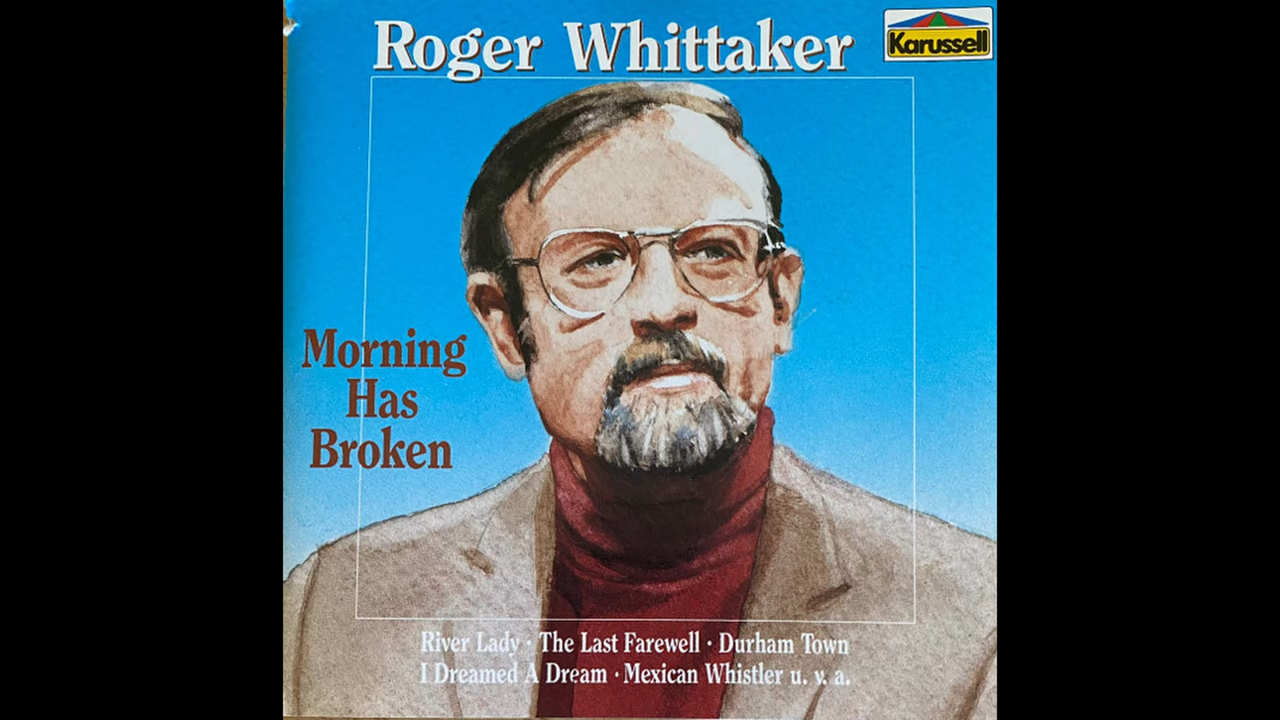 Roger Whittaker
Karussell
Morning
Has
Broken
River Lady · The Last Farewell · Durham Town
I Dreamed A Dream · Mexican Whistler u. v. a.